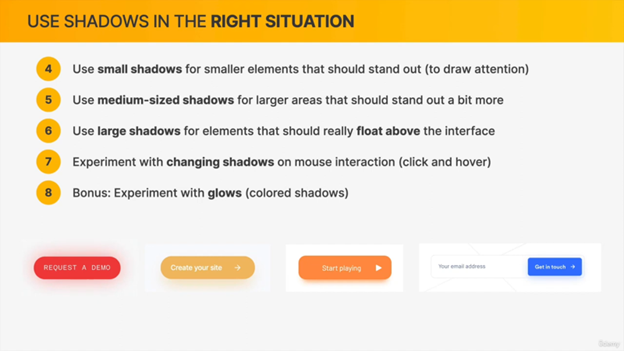 USE SHADOWS IN THE RIGHT SITUATION
4 Use small shadows for smaller elements that should stand out (to draw attention)
5 Use medium-sized shadows for larger areas that should stand out a bit more
6 Use large shadows for elements that should really float above the interface
7 Experiment with changing shadows on mouse interaction (click and hover)
8 Bonus: Experiment with glows (colored shadows)
REQUEST A DEMO
Create your site →
Start playing
Your email address
Get in touch →
Udemy